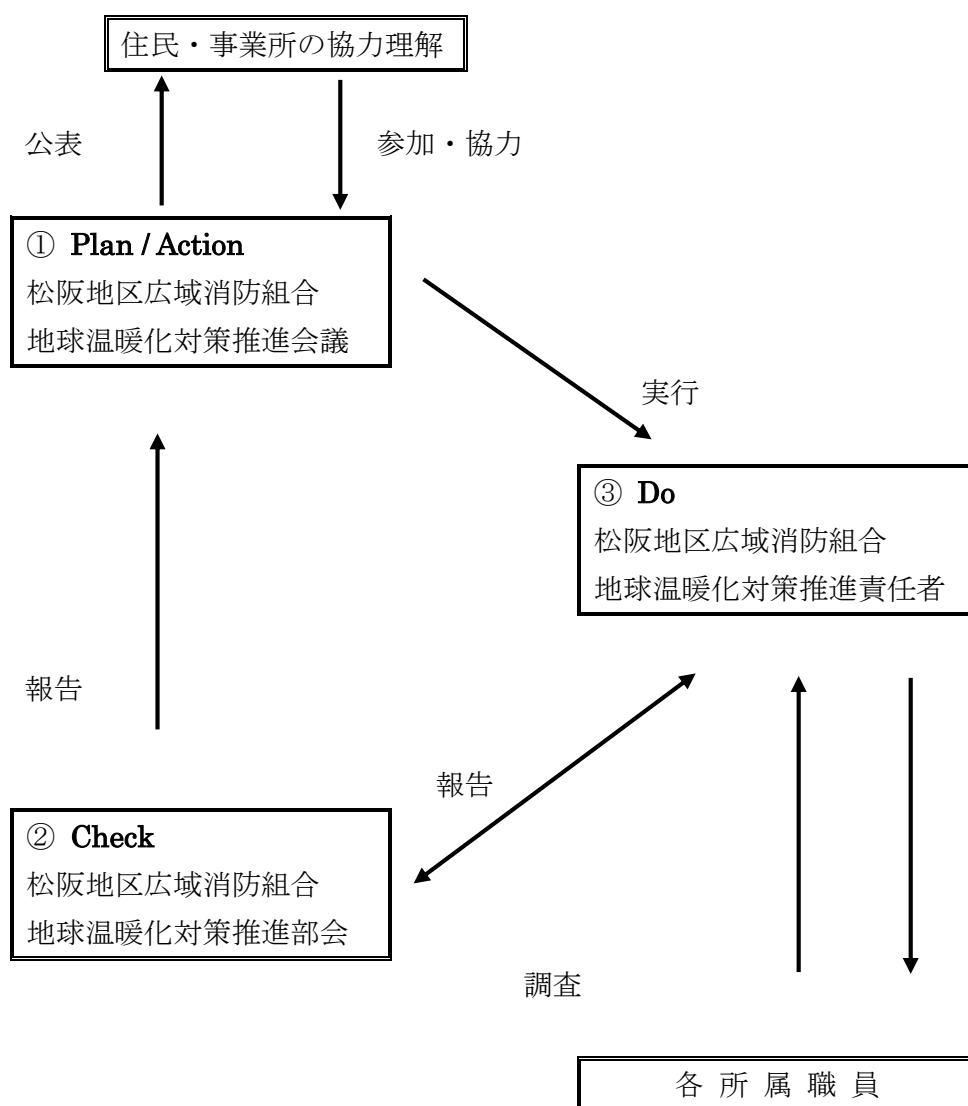 住民・事業所の協力理解
公表
参加・協力
① Plan / Action
松阪地区広域消防組合
地球温暖化対策推進会議
実行
③ Do
松阪地区広域消防組合
地球温暖化対策推進責任者
報告
報告
② Check
松阪地区広域消防組合
地球温暖化対策推進部会
調査
各所属職員